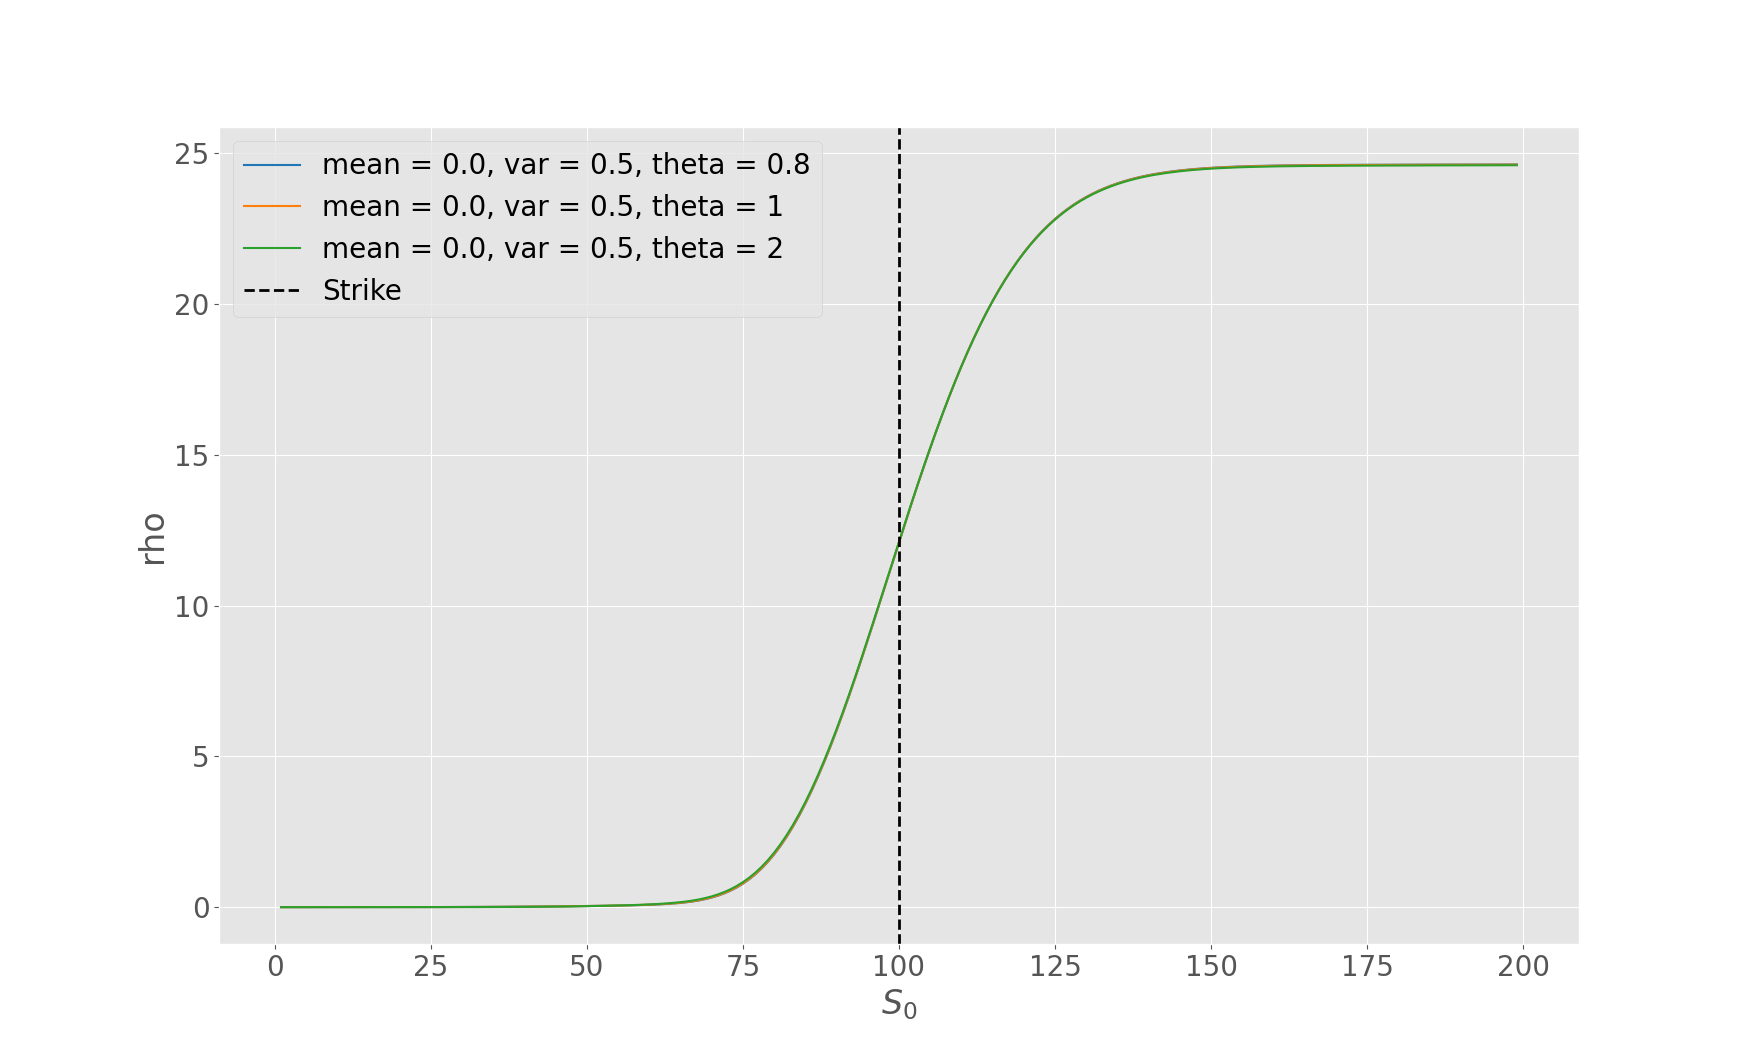 mean = 0.0, var = 0.5, theta = 0.8
mean = 0.0, var = 0.5, theta = 1
mean = 0.0, var = 0.5, theta = 2
Strike
25
20
15
10
5
0
rho
0 25 50 75 100 125 150 175 200
S₀